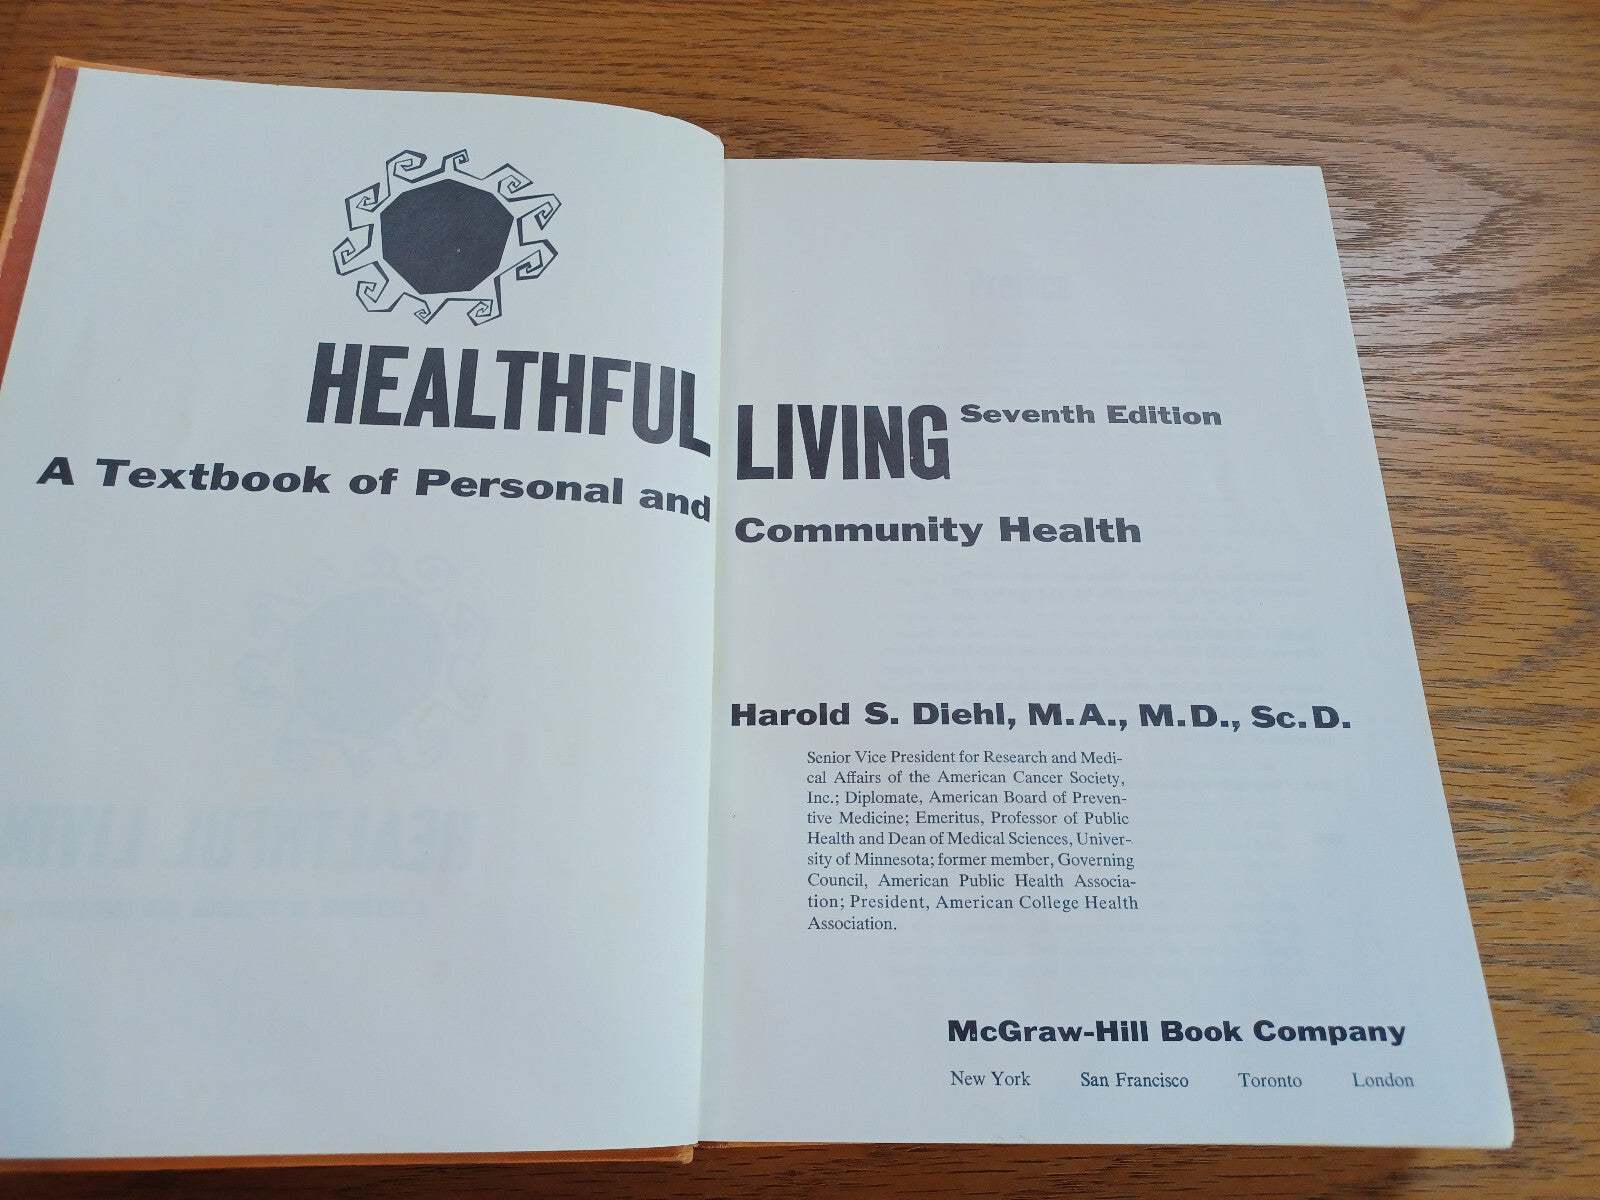 HEALTHFUL LIVING Seventh Edition
A Textbook of Personal and Community Health
Harold S. Diehl, M.A., M.D., Sc.D.
Senior Vice President for Research and Medi-
cal Affairs of the American Cancer Society,
Inc.; Diplomate, American Board of Preven-
tive Medicine; Emeritus, Professor of Public
Health and Dean of Medical Sciences, Univer-
sity of Minnesota; former member, Governing
Council, American Public Health Associa-
tion; President, American College Health
Association.
McGraw-Hill Book Company
New York San Francisco Toronto London